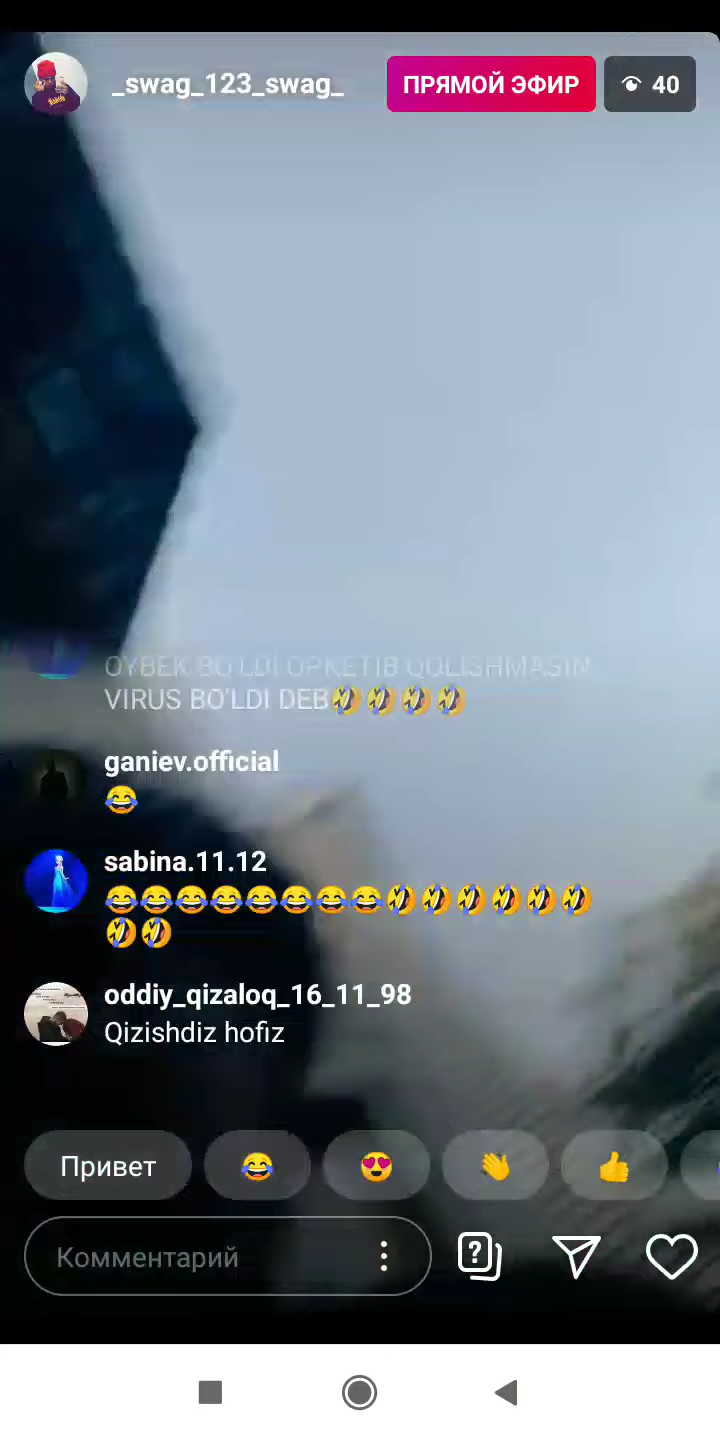 _swag_123_swag_
ПРЯМОЙ ЭФИР
40
OYBEK BO'LDI OPKETIB QOLISHMASIN
VIRUS BO'LDI DEB🤣🤣🤣🤣
ganiev.official
😂
sabina.11.12
😂😂😂😂😂😂😂😂🤣🤣🤣🤣🤣🤣
🤣🤣
oddiy_qizaloq_16_11_98
Qizishdiz hofiz
Привет 😂 😍 👋 👍
Комментарий